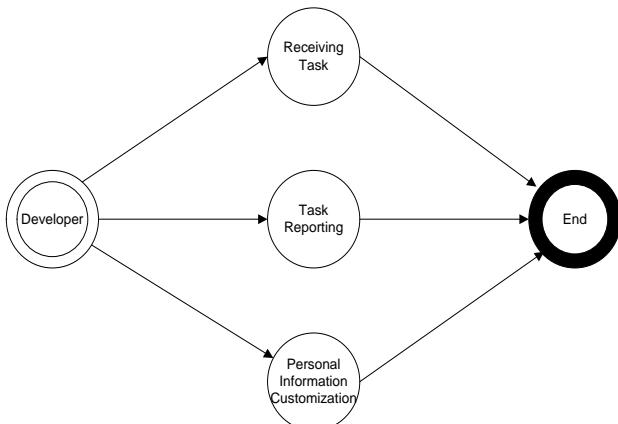 Receiving
Task
Developer
Task
Reporting
End
Personal
Information
Customization